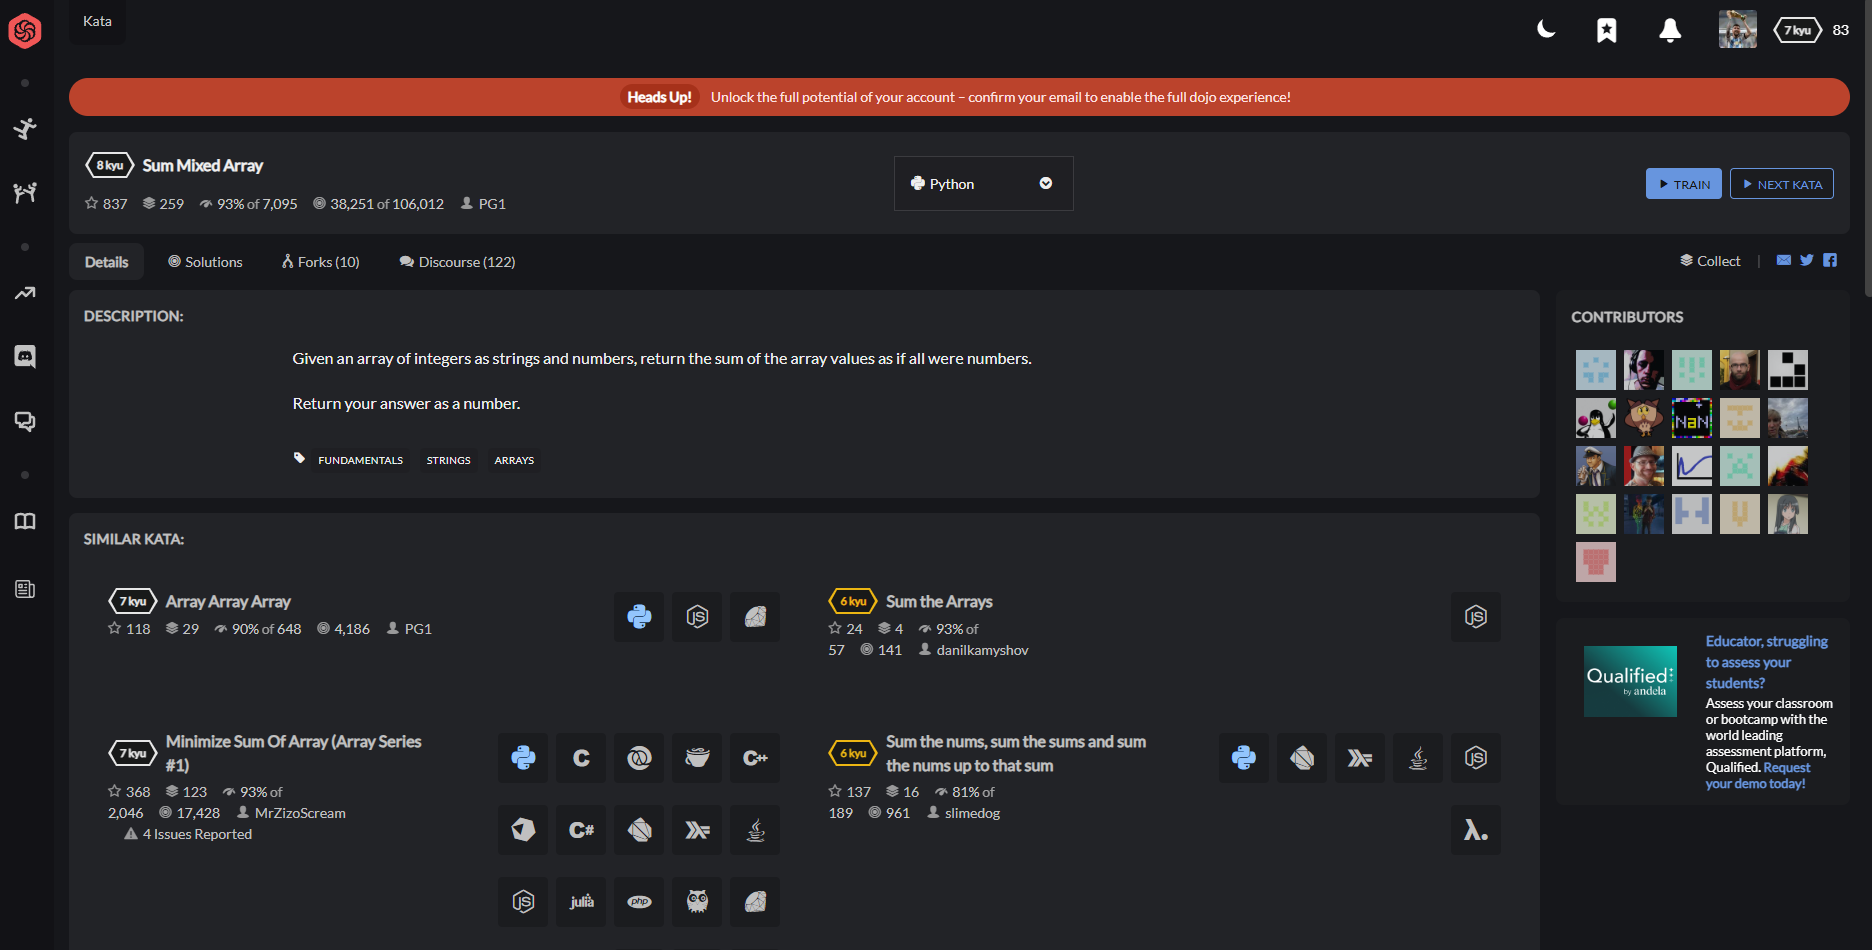 Kata
7 kyu 83
Heads Up! Unlock the full potential of your account – confirm your email to enable the full dojo experience!
8 kyu Sum Mixed Array
837 259 93% of 7,095 38,251 of 106,012 PG1
Python
TRAIN NEXT KATA
Details Solutions Forks (10) Discourse (122)
Collect |
DESCRIPTION:
Given an array of integers as strings and numbers, return the sum of the array values as if all were numbers.
Return your answer as a number.
FUNDAMENTALS STRINGS ARRAYS
SIMILAR KATA:
7 kyu Array Array Array
118 29 90% of 648 4,186 PG1
JS
6 kyu Sum the Arrays
24 4 93% of
57 141 danilkamyshov
JS
7 kyu Minimize Sum Of Array (Array Series
#1)
368 123 93% of
2,046 17,428 MrZizoScream
4 Issues Reported
C C++
C#
JS julia php
6 kyu Sum the nums, sum the sums and sum
the nums up to that sum
137 16 81% of
189 961 slimedog
JS
λ.
CONTRIBUTORS
NaN
Qualified
by andela
Educator, struggling
to assess your
students?
Assess your classroom
or bootcamp with the
world leading
assessment platform,
Qualified. Request
your demo today!